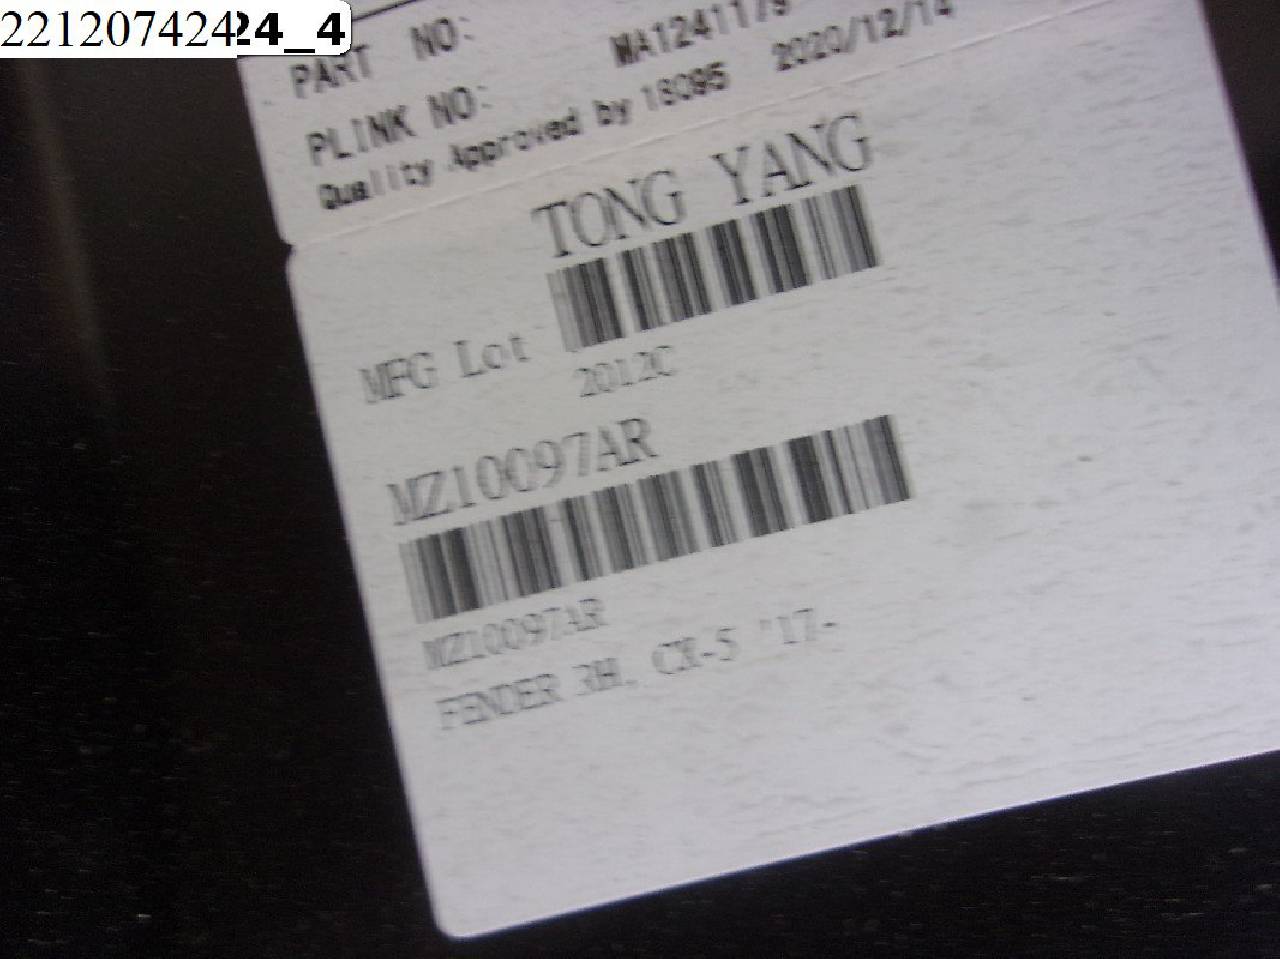 221207424
24_4
PART NO:
PLINK NO: MA1241179
Quality Approved by 18095 2020/12/14
TONG YANG
MFG Lot
2012C
MZ10097AR
MZ10097AR
FENDER RH, CX-5 '17-